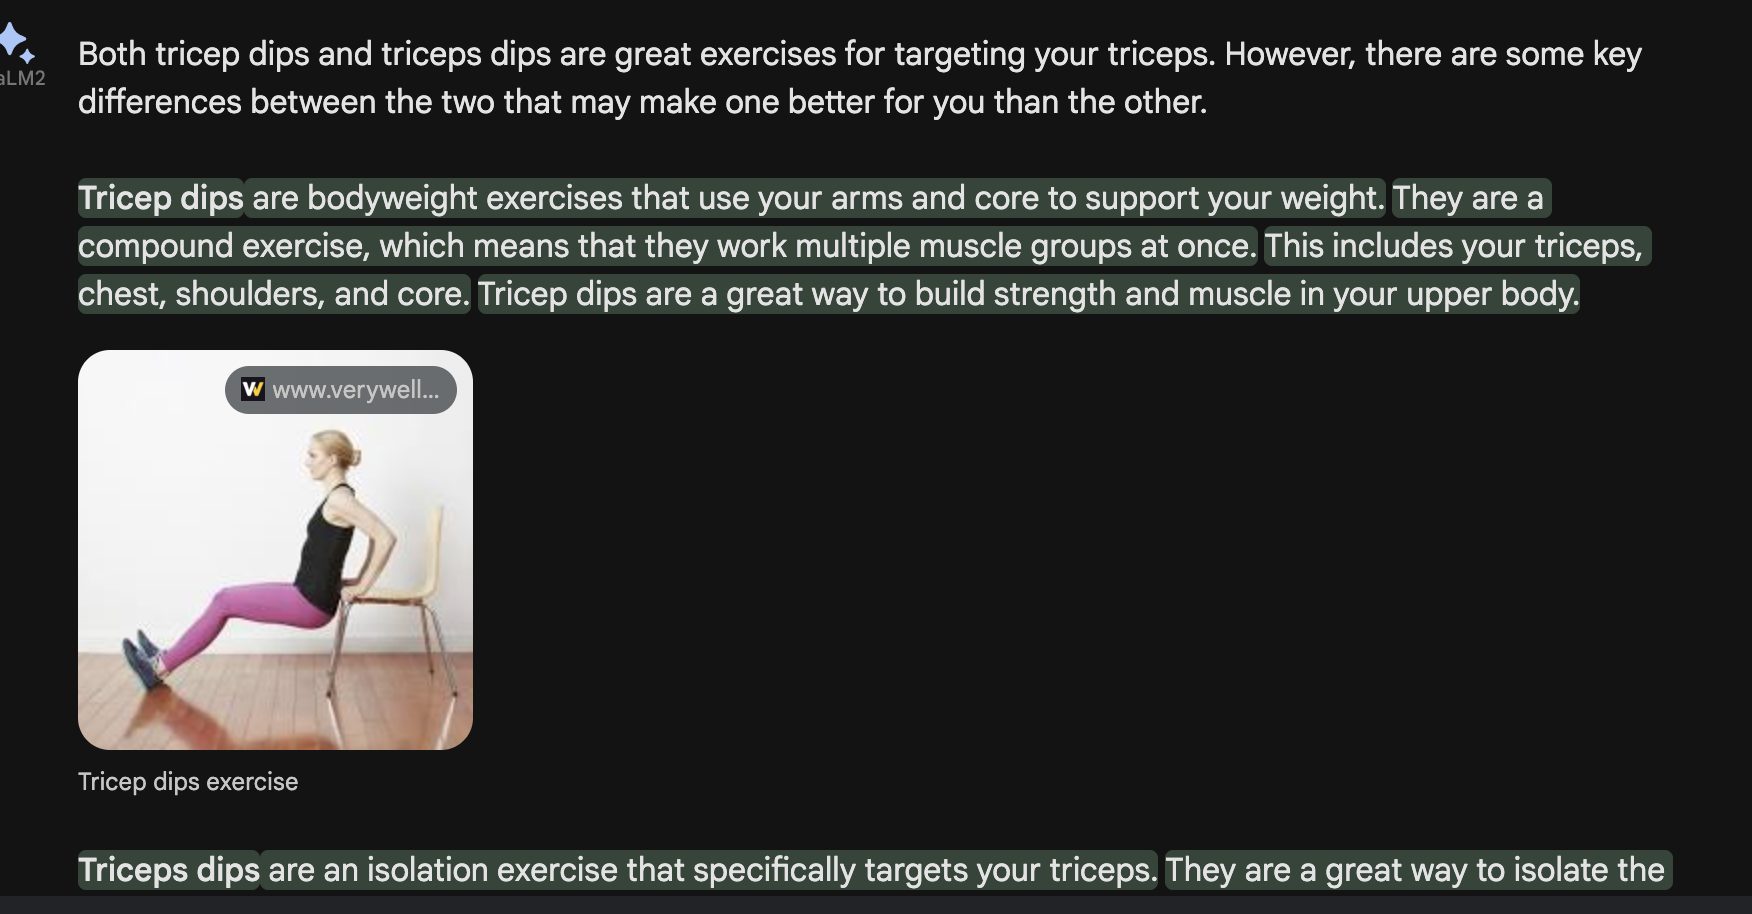 Both tricep dips and triceps dips are great exercises for targeting your triceps. However, there are some key
aLM2
differences between the two that may make one better for you than the other.
Tricep dips are bodyweight exercises that use your arms and core to support your weight. They are a
compound exercise, which means that they work multiple muscle groups at once. This includes your triceps,
chest, shoulders, and core. Tricep dips are a great way to build strength and muscle in your upper body.
www.verywell...
Tricep dips exercise
Triceps dips are an isolation exercise that specifically targets your triceps. They are a great way to isolate the